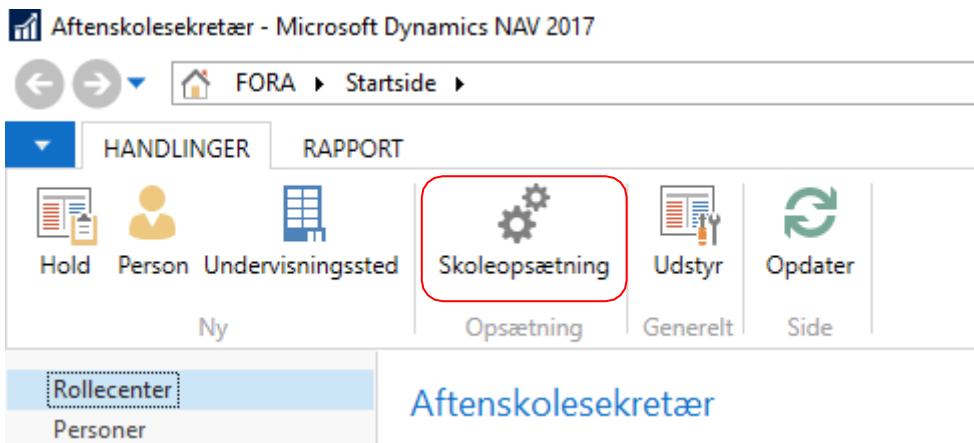 Aftenskolesekretær - Microsoft Dynamics NAV 2017
FORA Startside
HANDLINGER RAPPORT
Hold Person Undervisningssted Skoleopsætning Udstyr Opdater
Ny Opsætning Generelt Side
Rollecenter
Aftenskolesekretær
Personer